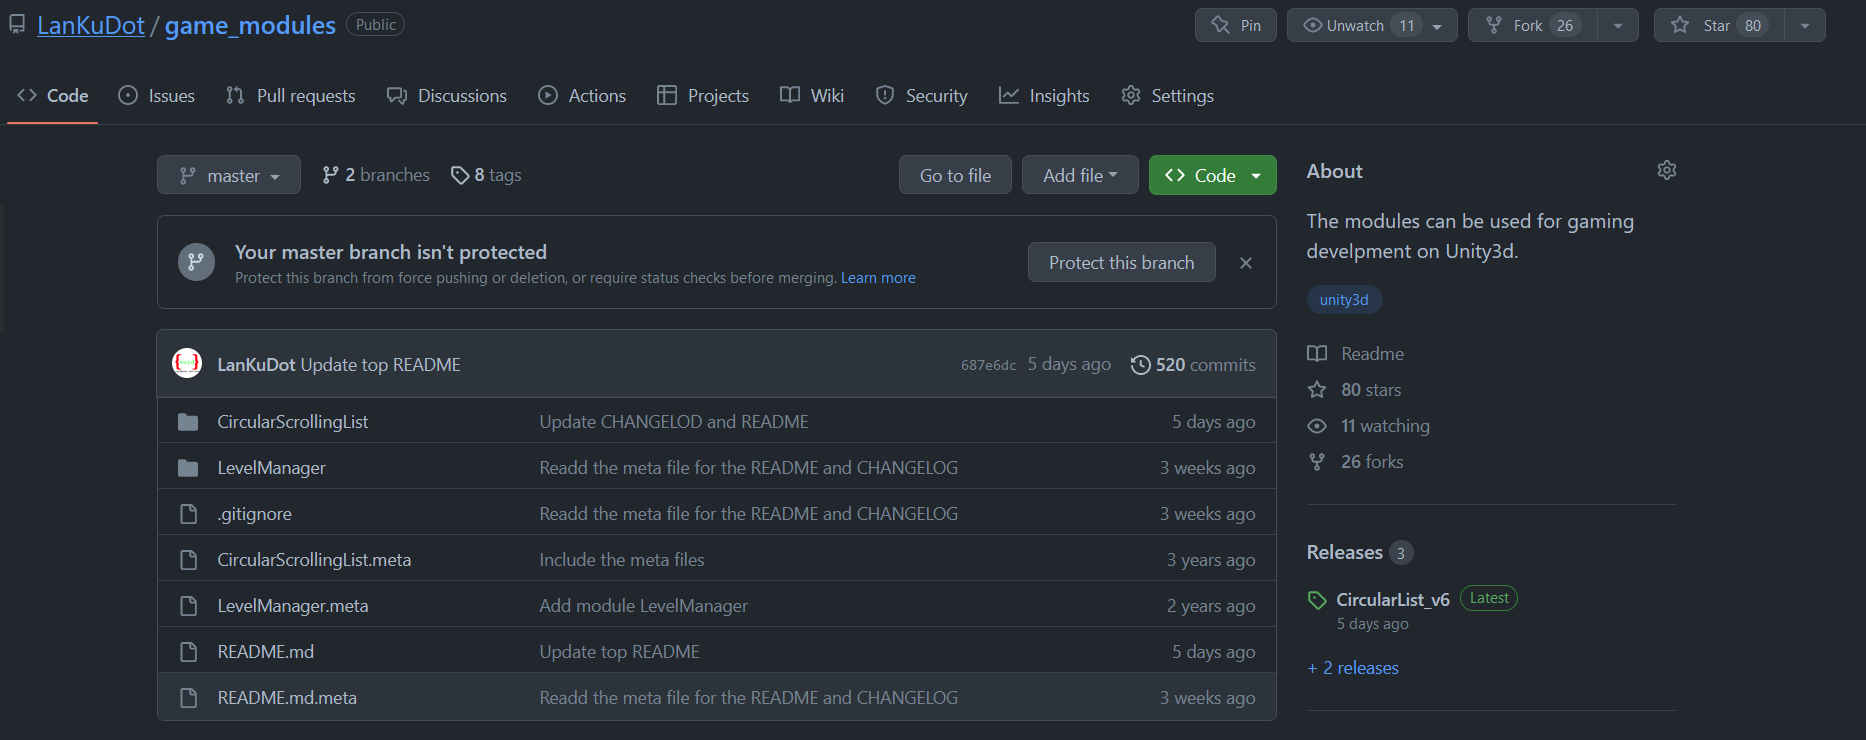 LanKuDot / game_modules Public Pin Unwatch 11 Fork 26 Star 80
Code Issues Pull requests Discussions Actions Projects Wiki Security Insights Settings
master 2 branches 8 tags Go to file Add file Code
Your master branch isn't protected
Protect this branch from force pushing or deletion, or require status checks before merging. Learn more
Protect this branch
LanKuDot Update top README 687e6dc 5 days ago 520 commits
CircularScrollingList Update CHANGELOD and README 5 days ago
LevelManager Readd the meta file for the README and CHANGELOG 3 weeks ago
.gitignore Readd the meta file for the README and CHANGELOG 3 weeks ago
CircularScrollingList.meta Include the meta files 3 years ago
LevelManager.meta Add module LevelManager 2 years ago
README.md Update top README 5 days ago
README.md.meta Readd the meta file for the README and CHANGELOG 3 weeks ago
About
The modules can be used for gaming
develpment on Unity3d.
unity3d
Readme
80 stars
11 watching
26 forks
Releases 3
CircularList_v6 Latest
5 days ago
+ 2 releases